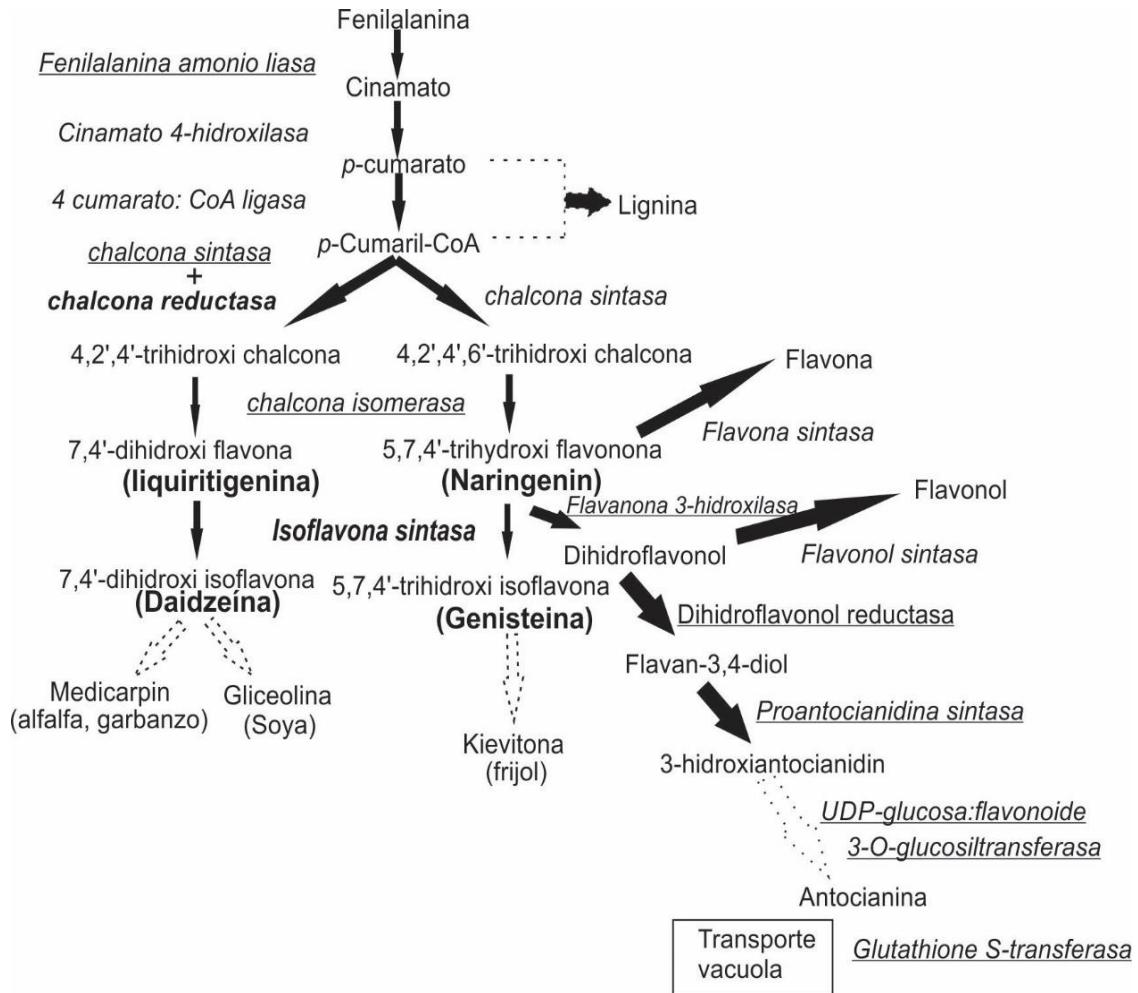 Fenilalanina
Fenilalanina amonio liasa
Cinamato
Cinamato 4-hidroxilasa
p-cumarato
4 cumarato: CoA ligasa
Lignina
p-Cumaril-CoA
chalcona sintasa
+
chalcona reductasa
chalcona sintasa
4,2',4'-trihidroxi chalcona
4,2',4',6'-trihidroxi chalcona
Flavona
chalcona isomerasa
Flavona sintasa
7,4'-dihidroxi flavona
(liquiritigenina)
5,7,4'-trihydroxi flavonona
(Naringenin)
Flavanona 3-hidroxilasa
Flavonol
Isoflavona sintasa
Dihidroflavonol
Flavonol sintasa
7,4'-dihidroxi isoflavona
(Daidzeína)
5,7,4'-trihidroxi isoflavona
(Genisteina)
Dihidroflavonol reductasa
Flavan-3,4-diol
Medicarpin
(alfalfa, garbanzo)
Gliceolina
(Soya)
Proantocianidina sintasa
Kievitona
(frijol)
3-hidroxiantocianidin
UDP-glucosa:flavonoide
3-O-glucosiltransferasa
Antocianina
Transporte
vacuola
Glutathione S-transferasa